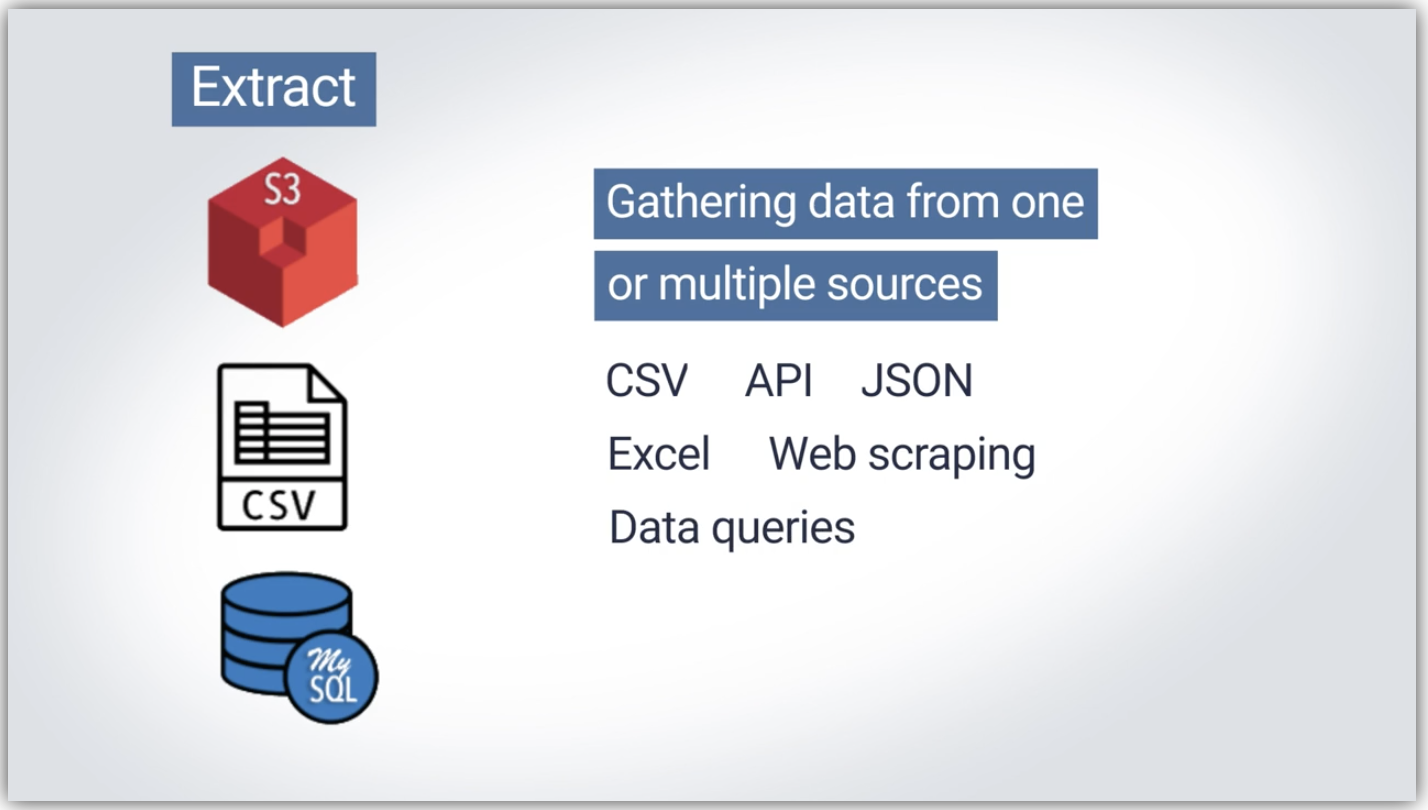 Extract
S3
CSV
My
SQL
Gathering data from one
or multiple sources
CSV API JSON
Excel Web scraping
Data queries